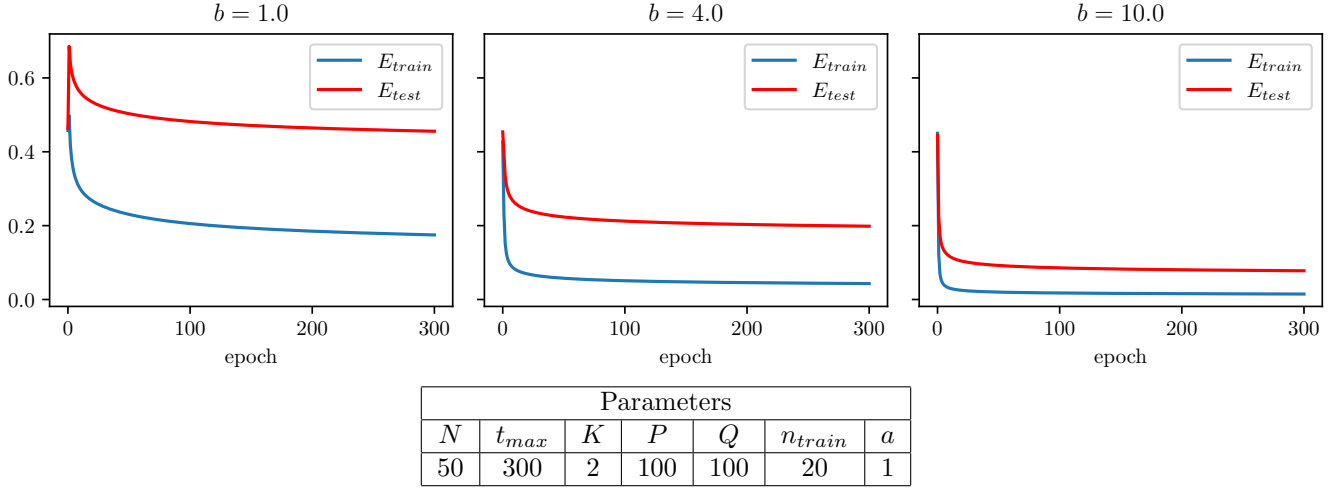 b = 1.0 b = 4.0 b = 10.0
E_train E_train E_train
E_test E_test E_test
0.6
0.4
0.2
0.0
0 100 200 300 0 100 200 300 0 100 200 300
epoch epoch epoch
Parameters
N t_max K P Q n_train a
50 300 2 100 100 20 1